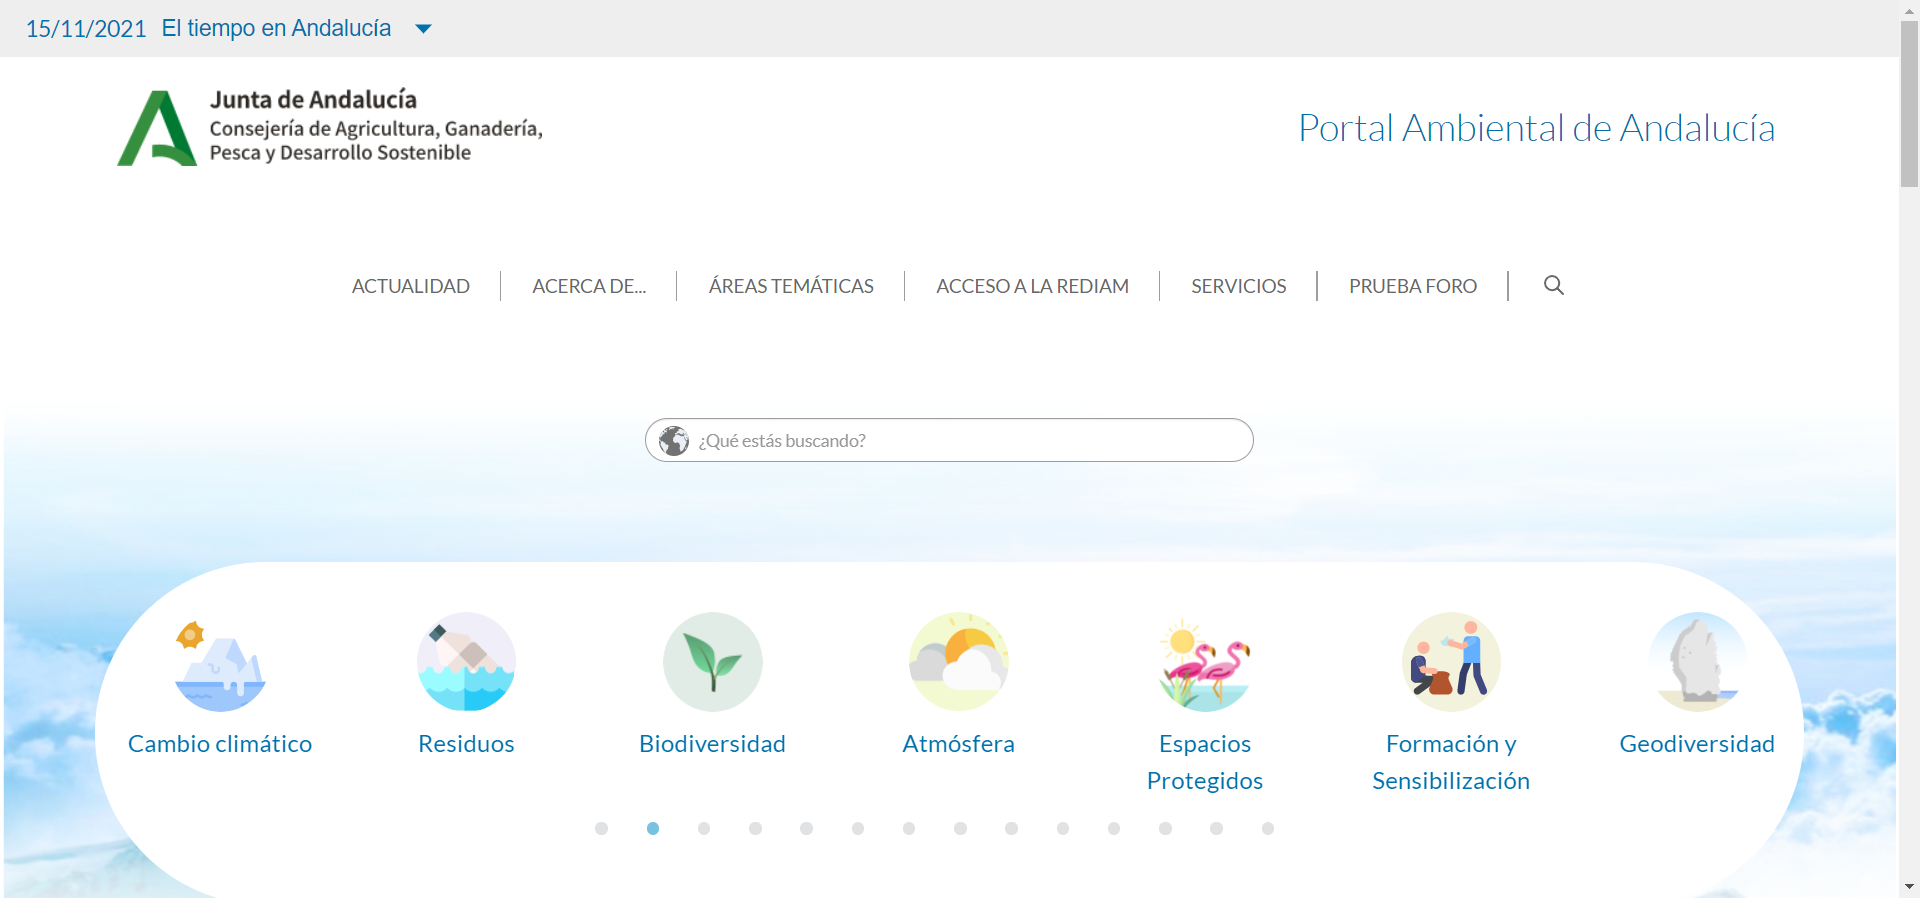 15/11/2021 El tiempo en Andalucía
Junta de Andalucía
Consejería de Agricultura, Ganadería,
Pesca y Desarrollo Sostenible
Portal Ambiental de Andalucía
ACTUALIDAD
ACERCA DE...
ÁREAS TEMÁTICAS
ACCESO A LA REDIAM
SERVICIOS
PRUEBA FORO
¿Qué estás buscando?
Cambio climático
Residuos
Biodiversidad
Atmósfera
Espacios
Protegidos
Formación y
Sensibilización
Geodiversidad